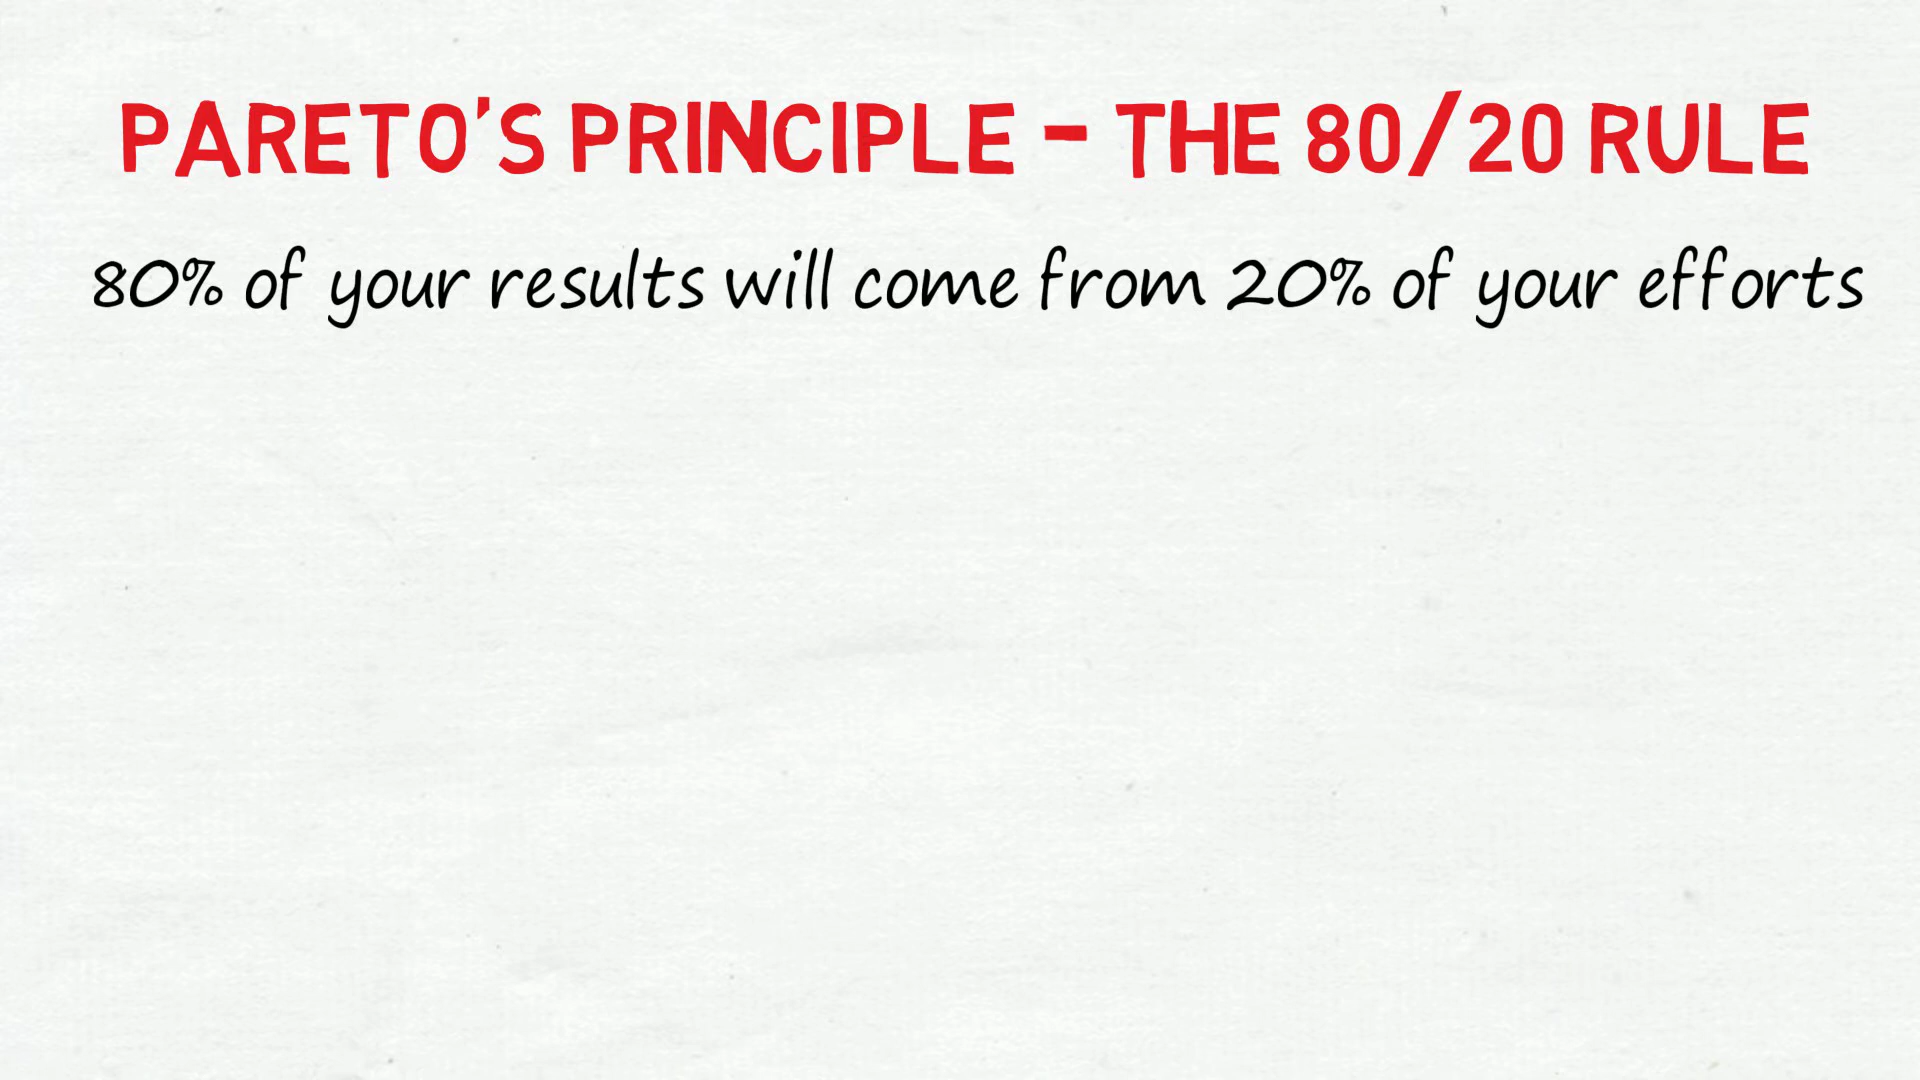 PARETO'S PRINCIPLE - THE 80/20 RULE
80% of your results will come from 20% of your efforts